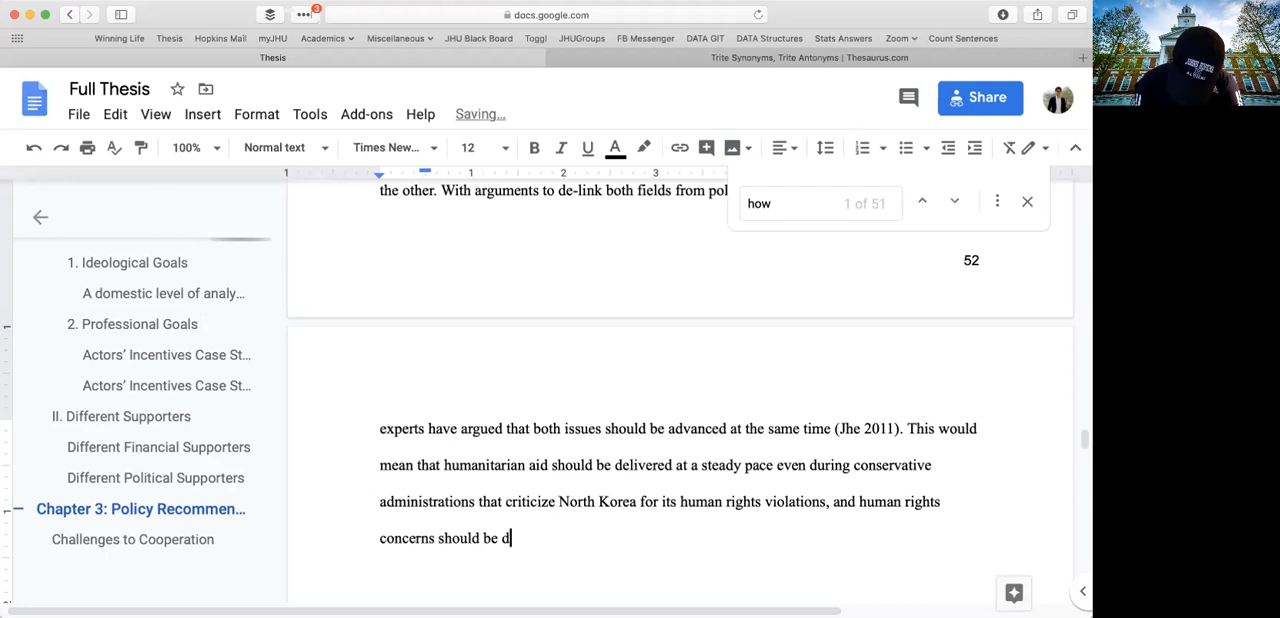 3
docs.google.com
Winning Life Thesis Hopkins Mail myJHU Academics Miscellaneous JHU Black Board Toggl JHUGroups FB Messenger DATA GIT DATA Structures Stats Answers Zoom Count Sentences
Thesis Trite Synonyms, Trite Antonyms | Thesaurus.com
Full Thesis
Share
File Edit View Insert Format Tools Add-ons Help Saving...
100% Normal text Times New... 12 B I U A
1 1 2 3
the other. With arguments to de-link both fields from pol
how 1 of 51
52
1. Ideological Goals
A domestic level of analy...
2. Professional Goals
Actors' Incentives Case St...
Actors' Incentives Case St...
II. Different Supporters
Different Financial Supporters
Different Political Supporters
Chapter 3: Policy Recommen...
Challenges to Cooperation
experts have argued that both issues should be advanced at the same time (Jhe 2011). This would
mean that humanitarian aid should be delivered at a steady pace even during conservative
administrations that criticize North Korea for its human rights violations, and human rights
concerns should be d